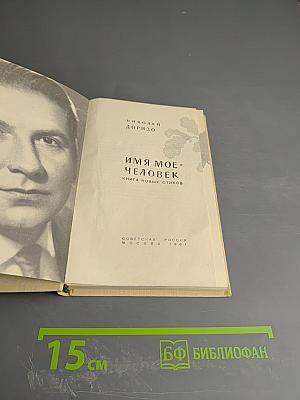 НИКОЛАЙ
ДОРИЗО
ИМЯ МОЕ-
ЧЕЛОВЕК
КНИГА НОВЫХ СТИХОВ
СОВЕТСКАЯ РОССИЯ
МОСКВА 1961
15 см
БФ БИБЛИОФАН